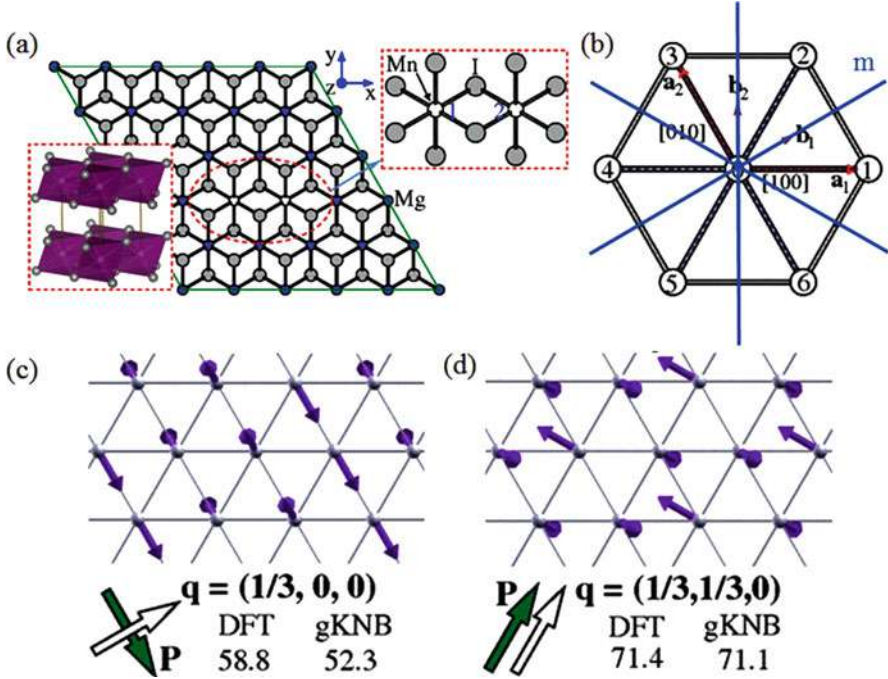 (a)
y
z
x
Mn
I
1
2
Mg
(b)
3
2
m
a₂
b₂
[010]
b₁
4
[100]
a₁
1
5
6
(c)
q = (1/3, 0, 0)
DFT gKNB
P
58.8 52.3
(d)
P
q = (1/3,1/3,0)
DFT gKNB
71.4 71.1